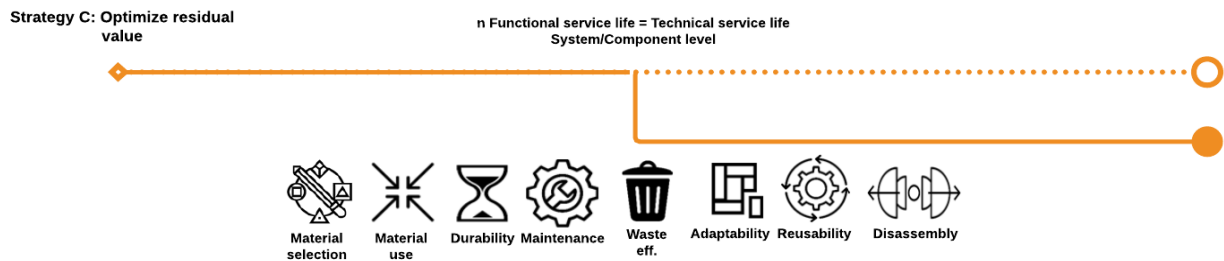 Strategy C: Optimize residual
value
n Functional service life = Technical service life
System/Component level
Material
selection
Material
use
Durability
Maintenance
Waste
eff.
Adaptability
Reusability
Disassembly